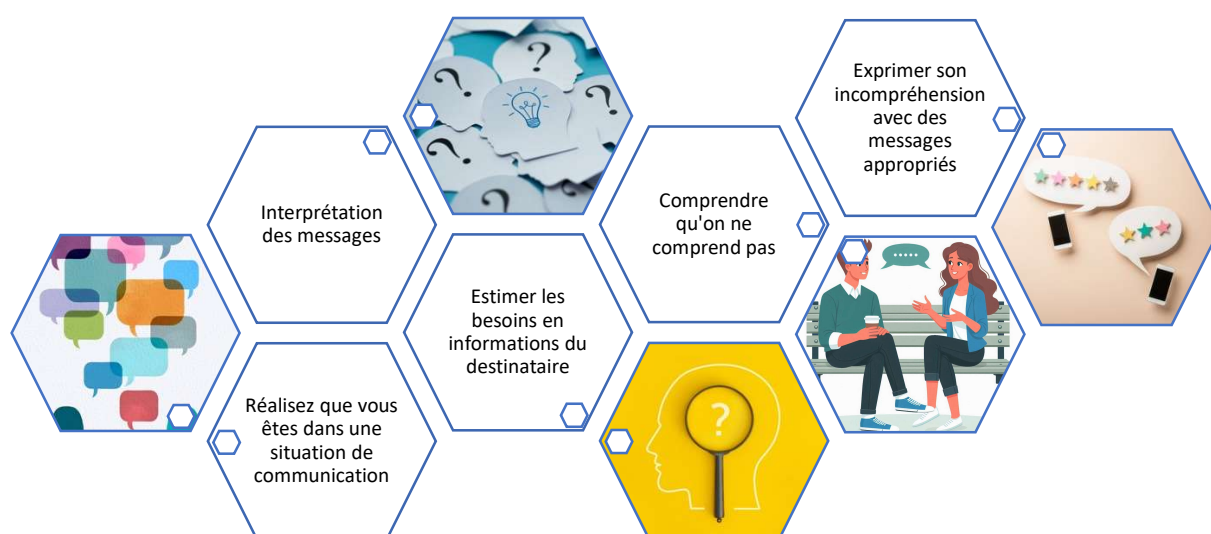 Interprétation
des messages
Réalisez que vous
êtes dans une
situation de
communication
Estimer les
besoins en
informations du
destinataire
Comprendre
qu'on ne
comprend pas
Exprimer son
incompréhension
avec des
messages
appropriés